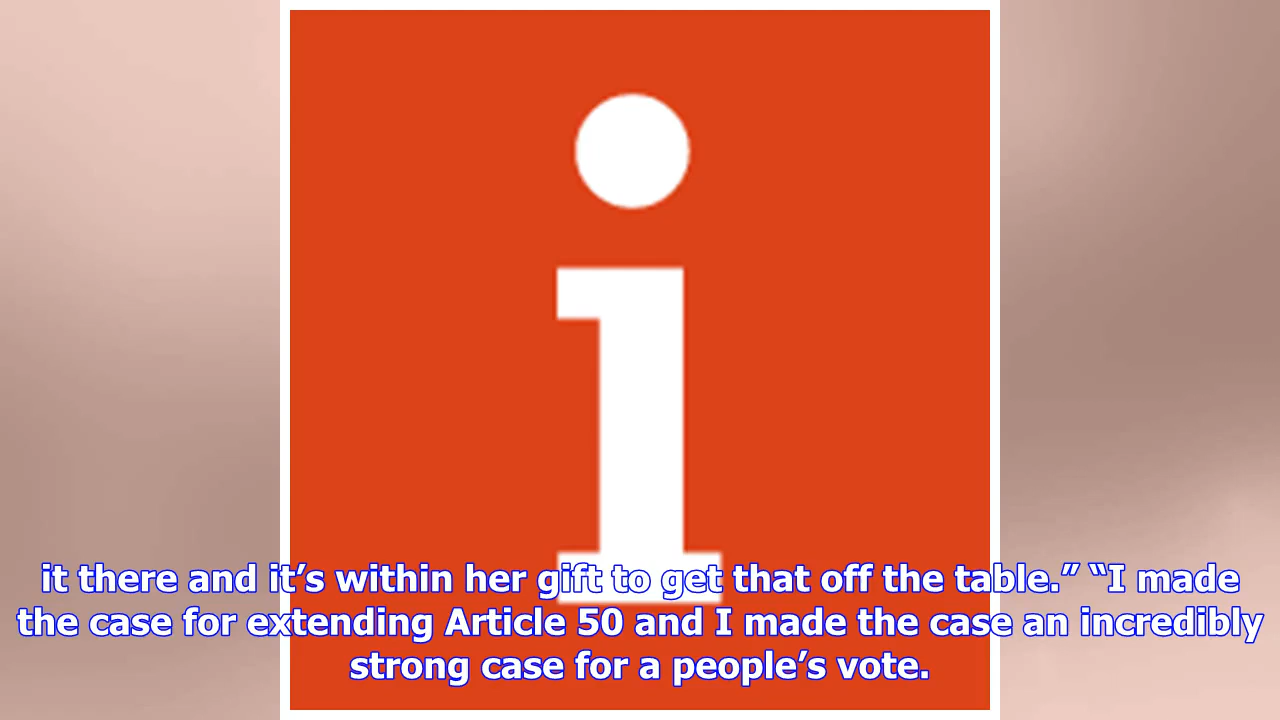 i
it there and it’s within her gift to get that off the table.” “I made
the case for extending Article 50 and I made the case an incredibly
strong case for a people’s vote.